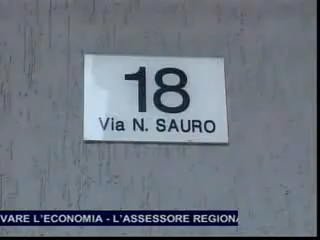 18
Via N. SAURO
VARE L'ECONOMIA - L'ASSESSORE REGIONA